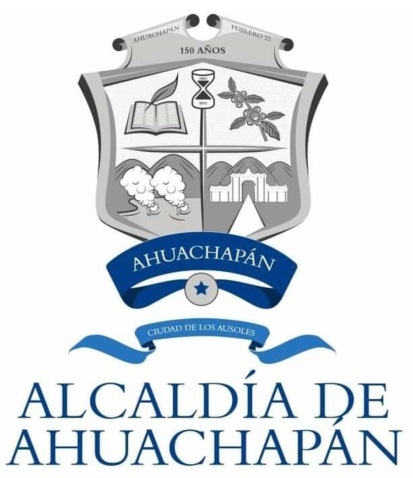 AHUACHAPÁN FEBRERO 22
150 AÑOS
AHUACHAPÁN
CIUDAD DE LOS AUSOLES
ALCALDÍA DE
AHUACHAPÁN